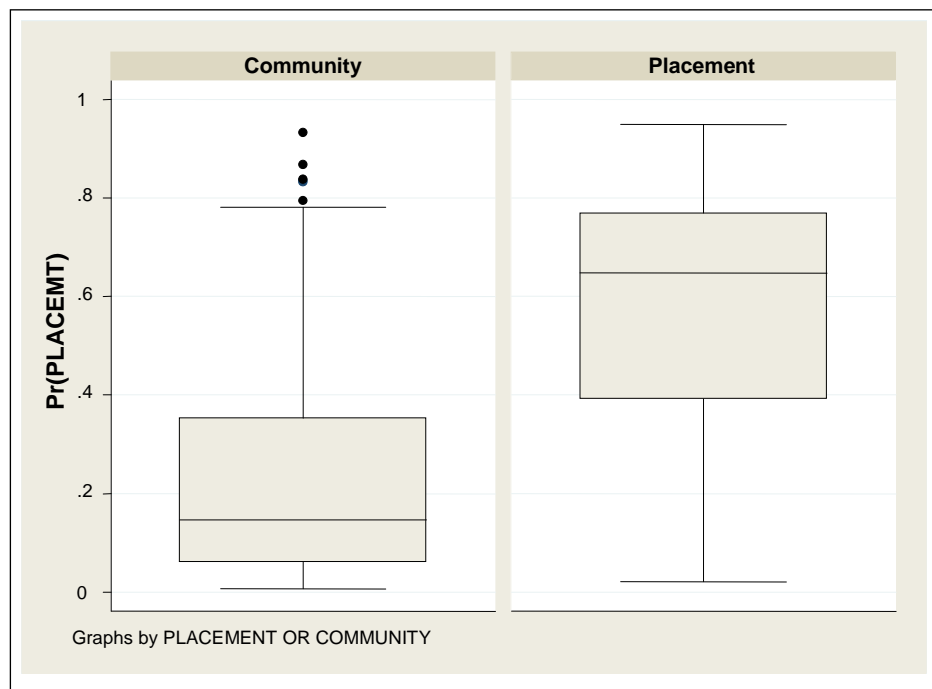 Community
Placement
1
.8
.6
.4
.2
0
Pr(PLACEMT)
Graphs by PLACEMENT OR COMMUNITY